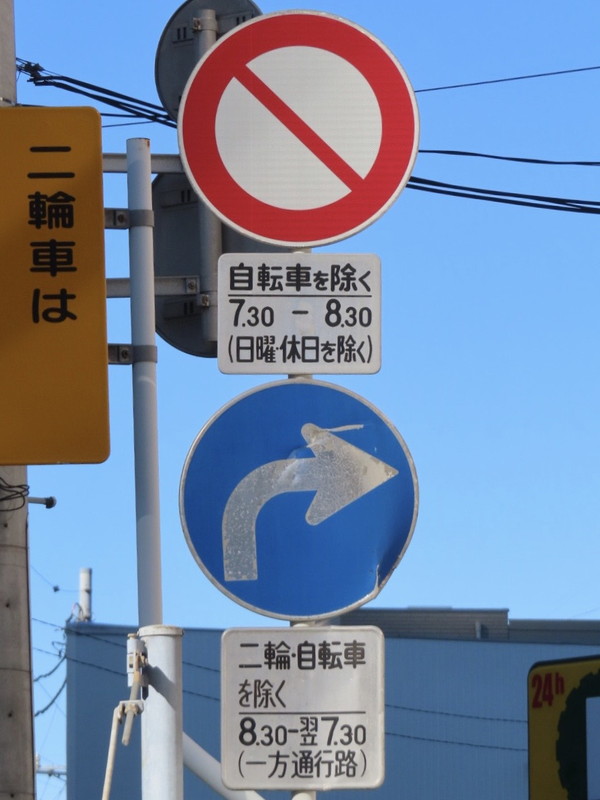 二輪車は
自転車を除く
7.30 - 8.30
(日曜・休日を除く)
二輪・自転車
を除く
8.30-翌7.30
(一方通行路)
24h